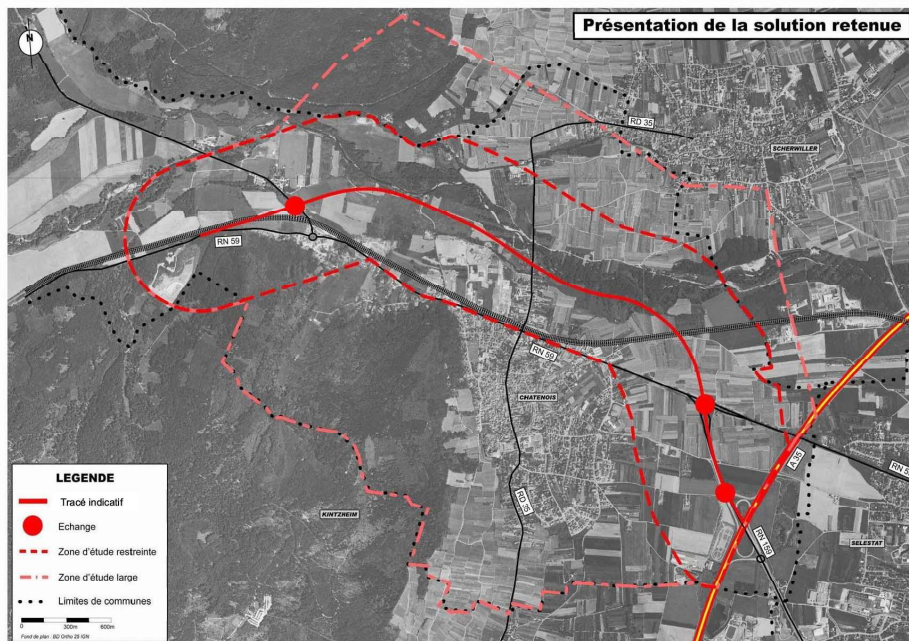 Présentation de la solution retenue
N
RD 35
SCHERWILLER
RN 59
RN 59
CHATENOIS
A 35
RN 5
RD 35
RN 159
KINTZHEIM
SELESTAT
LEGENDE
Tracé indicatif
Echange
Zone d'étude restreinte
Zone d'étude large
Limites de communes
0 300m 600m
Fond de plan : BD Ortho 28 IGN